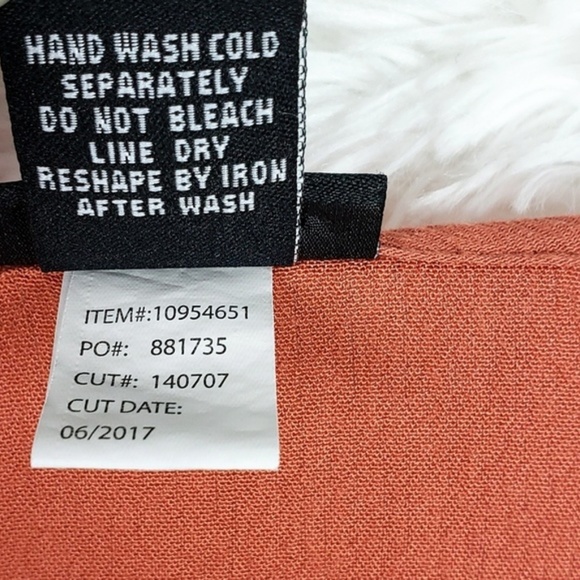 HAND WASH COLD
SEPARATELY
DO NOT BLEACH
LINE DRY
RESHAPE BY IRON
AFTER WASH
ITEM#:10954651
PO#: 881735
CUT#: 140707
CUT DATE:
06/2017